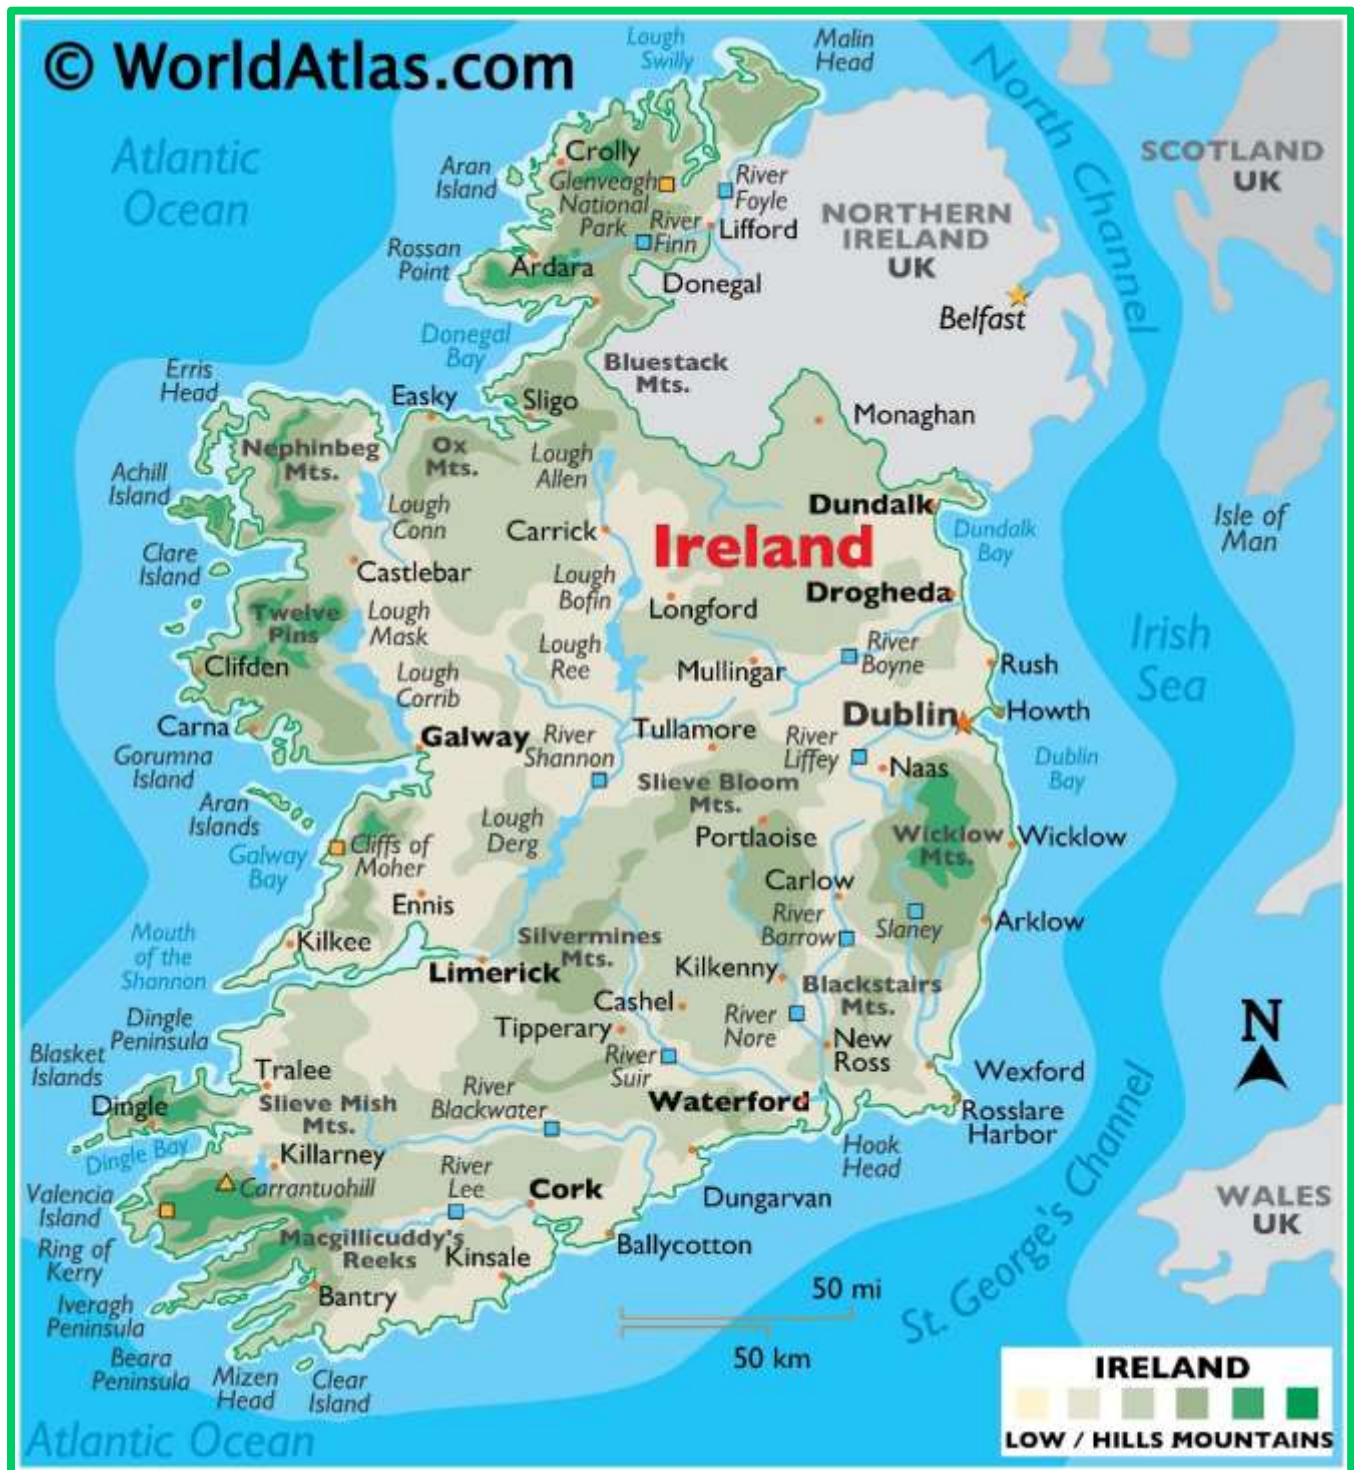 © WorldAtlas.com
Lough
Swilly
Malin
Head
North Channel
Atlantic
Ocean
SCOTLAND
UK
Crolly
Aran
Island
Glenveagh
National
Park
River
Foyle
River
Finn
Lifford
NORTHERN
IRELAND
UK
Rossan
Point
Ardara
Donegal
Belfast
Donegal
Bay
Bluestack
Mts.
Erris
Head
Easky
Sligo
Monaghan
Nephinbeg
Mts.
Ox
Mts.
Lough
Allen
Achill
Island
Lough
Conn
Carrick
Dundalk
Dundalk
Bay
Isle of
Man
Ireland
Clare
Island
Castlebar
Lough
Bofin
Longford
Drogheda
Twelve
Pins
Lough
Mask
Lough
Ree
River
Boyne
Irish
Sea
Clifden
Lough
Corrib
Mullingar
Rush
Carna
Galway
River
Shannon
Tullamore
River
Liffey
Dublin
Howth
Gorumna
Island
Slieve Bloom
Mts.
Naas
Dublin
Bay
Aran
Islands
Lough
Derg
Portlaoise
Wicklow
Mts.
Wicklow
Galway
Bay
Cliffs of
Moher
Carlow
Ennis
River
Barrow
Slaney
Arklow
Mouth
of the
Shannon
Kilkee
Silvermines
Mts.
Limerick
Kilkenny
Blackstairs
Mts.
Cashel
Dingle
Peninsula
Tipperary
River
Nore
New
Ross
N
Blasket
Islands
Tralee
River
Suir
Wexford
Dingle
Slieve Mish
Mts.
River
Blackwater
Waterford
Rosslare
Harbor
Dingle Bay
Killarney
Hook
Head
St. George's Channel
Valencia
Island
Carrantuohill
River
Lee
Cork
Dungarvan
WALES
UK
Ring of
Kerry
Macgillicuddy's
Reeks
Kinsale
Ballycotton
Iveragh
Peninsula
Bantry
50 mi
50 km
Beara
Peninsula
Mizen
Head
Clear
Island
Atlantic Ocean
IRELAND
LOW / HILLS MOUNTAINS